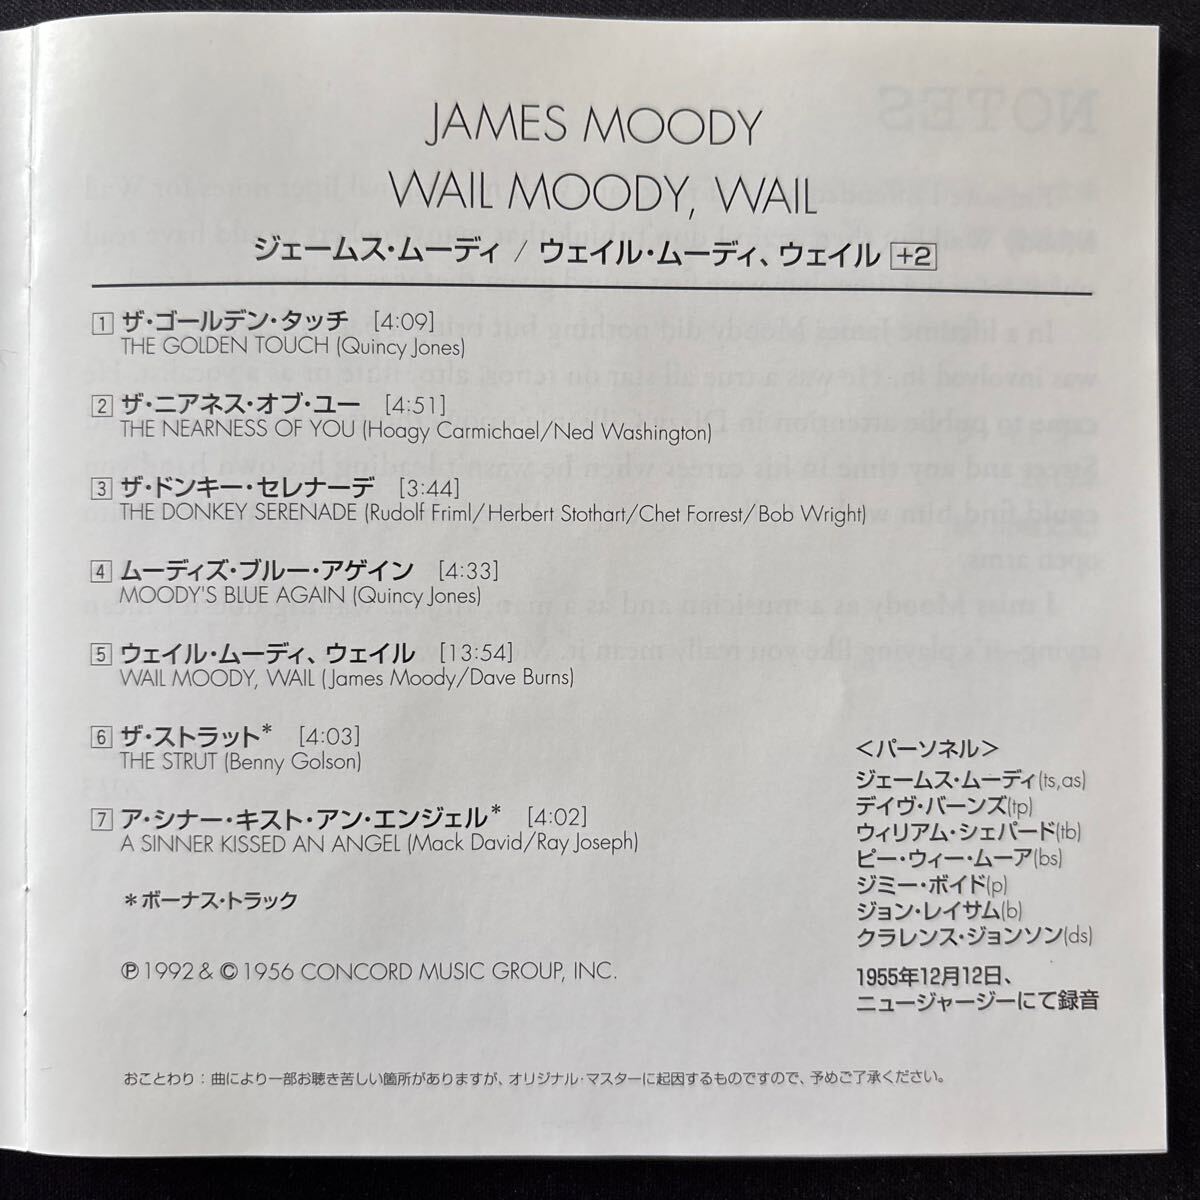 JAMES MOODY
WAIL MOODY, WAIL
ジェームス・ムーディ / ウェイル・ムーディ、ウェイル +2
1 ザ・ゴールデン・タッチ [4:09]
THE GOLDEN TOUCH (Quincy Jones)
2 ザ・ニアネス・オブ・ユー [4:51]
THE NEARNESS OF YOU (Hoagy Carmichael/Ned Washington)
3 ザ・ドンキー・セレナーデ [3:44]
THE DONKEY SERENADE (Rudolf Friml/Herbert Stothart/Chet Forrest/Bob Wright)
4 ムーディズ・ブルー・アゲイン [4:33]
MOODY'S BLUE AGAIN (Quincy Jones)
5 ウェイル・ムーディ、ウェイル [13:54]
WAIL MOODY, WAIL (James Moody/Dave Burns)
6 ザ・ストラット* [4:03]
THE STRUT (Benny Golson)
7 ア・シナー・キスト・アン・エンジェル* [4:02]
A SINNER KISSED AN ANGEL (Mack David/Ray Joseph)
*ボーナス・トラック
℗1992 & ©1956 CONCORD MUSIC GROUP, INC.
<パーソネル>
ジェームス・ムーディ(ts,as)
デイヴ・バーンズ(tp)
ウィリアム・シェパード(tb)
ピー・ウィー・ムーア(bs)
ジミー・ボイド(p)
ジョン・レイサム(b)
クラレンス・ジョンソン(ds)
1955年12月12日、
ニュージャージーにて録音
おことわり：曲により一部お聴き苦しい箇所がありますが、オリジナル・マスターに起因するものですので、予めご了承ください。